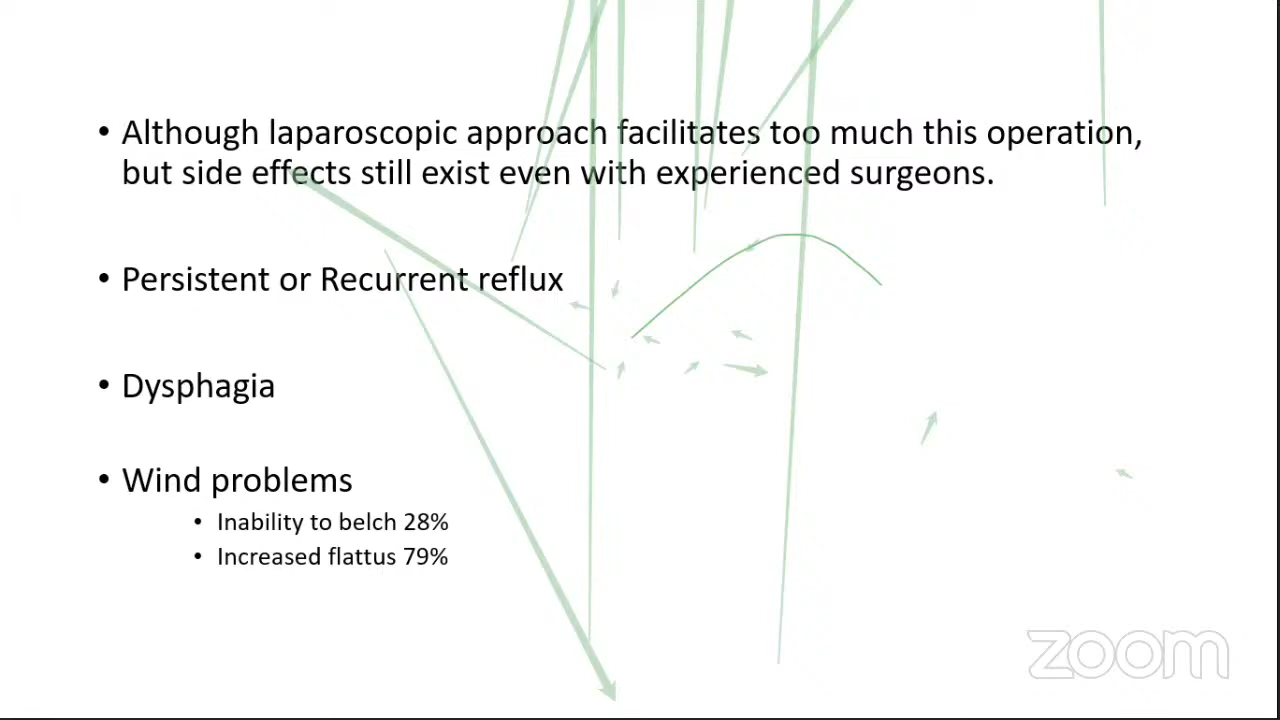 • Although laparoscopic approach facilitates too much this operation,
but side effects still exist even with experienced surgeons.
• Persistent or Recurrent reflux
• Dysphagia
• Wind problems
• Inability to belch 28%
• Increased flattus 79%
zoom